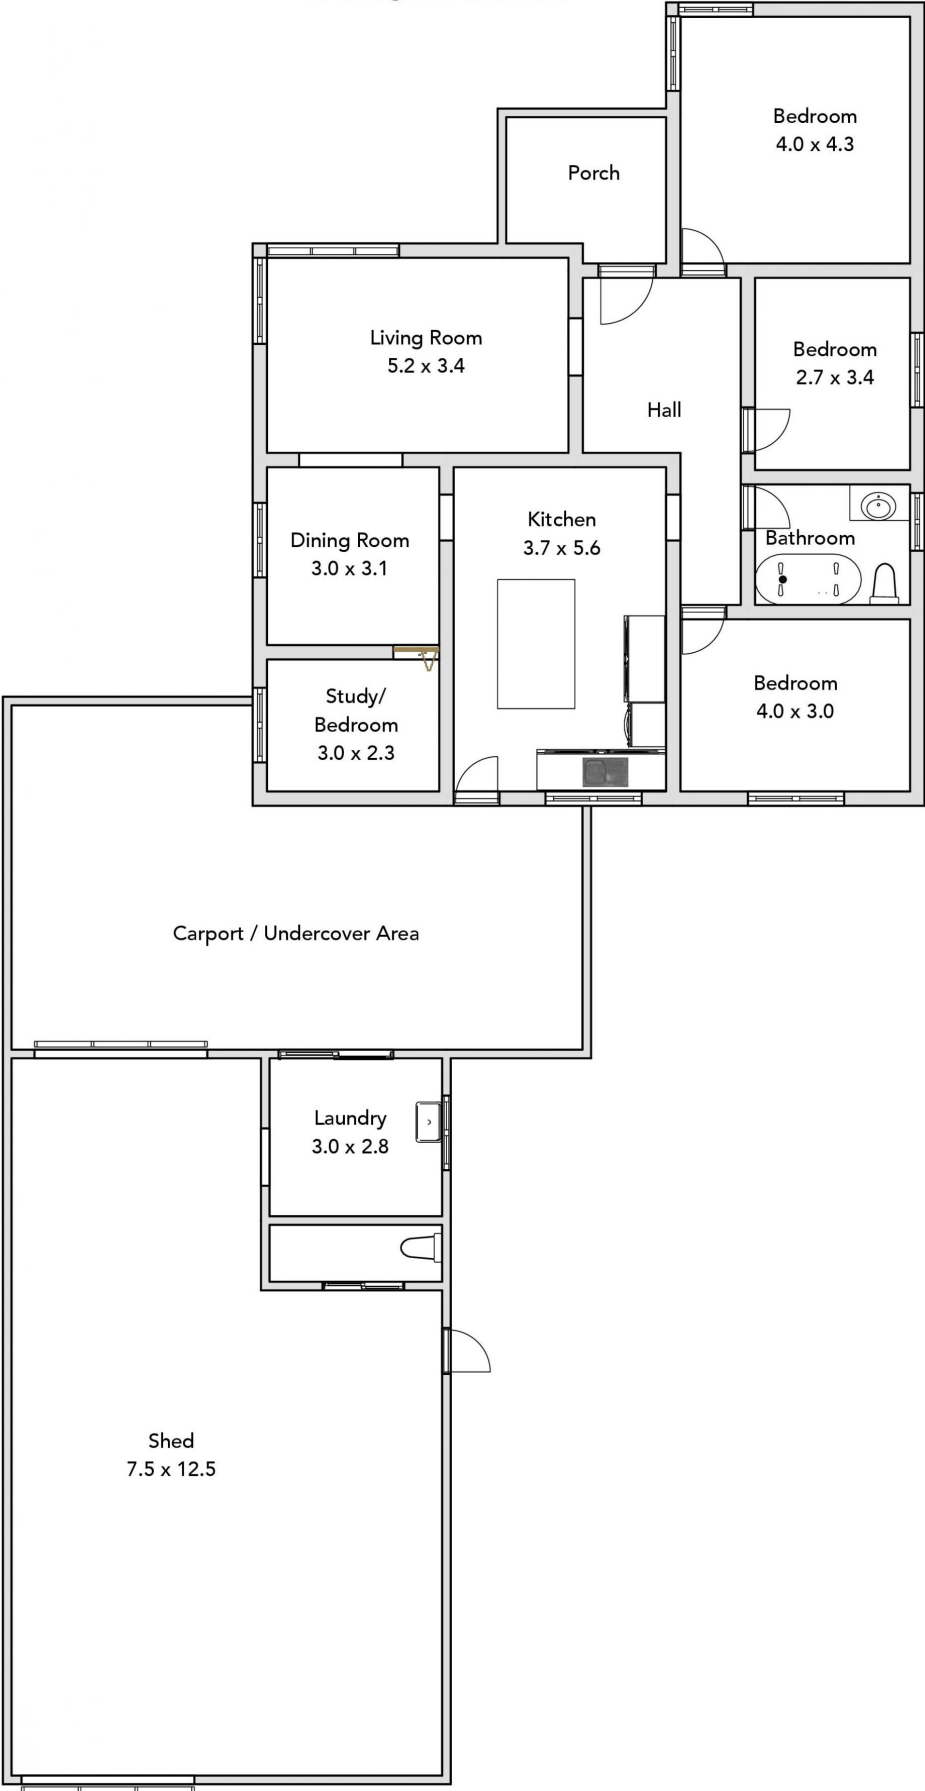 Bedroom
4.0 x 4.3
Porch
Living Room
5.2 x 3.4
Bedroom
2.7 x 3.4
Hall
Kitchen
3.7 x 5.6
Dining Room
3.0 x 3.1
Bathroom
Study/
Bedroom
3.0 x 2.3
Bedroom
4.0 x 3.0
Carport / Undercover Area
Laundry
3.0 x 2.8
Shed
7.5 x 12.5